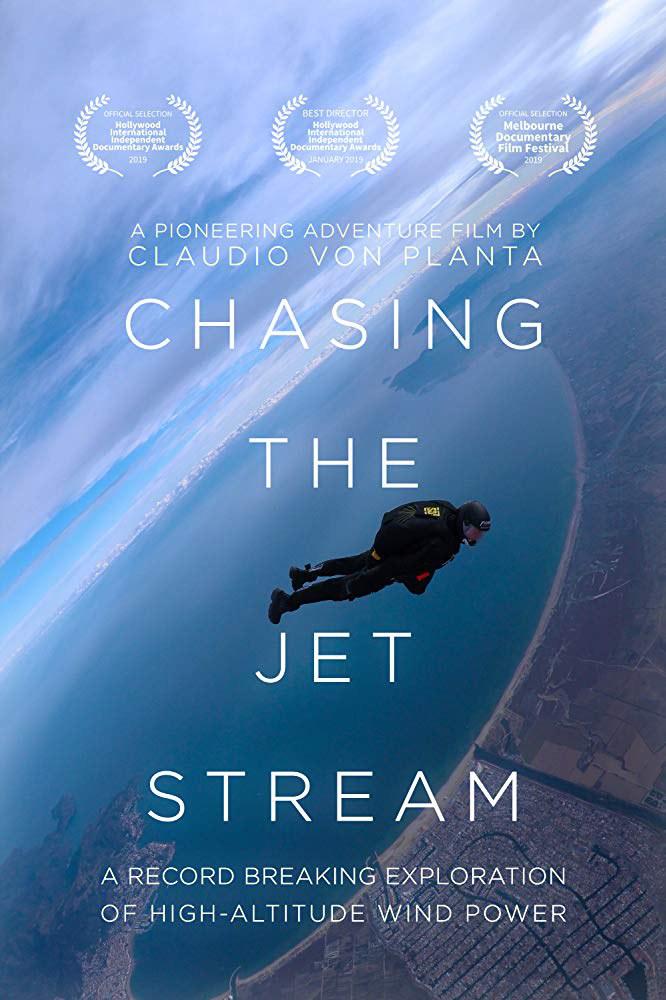 OFFICIAL SELECTION
Hollywood
International
Independent
Documentary Awards
2019
BEST DIRECTOR
Hollywood
International
Independent
Documentary Awards
JANUARY 2019
OFFICIAL SELECTION
Melbourne
Documentary
Film Festival
2019
A PIONEERING ADVENTURE FILM BY
CLAUDIO VON PLANTA
CHASING
THE
JET
STREAM
A RECORD BREAKING EXPLORATION
OF HIGH-ALTITUDE WIND POWER